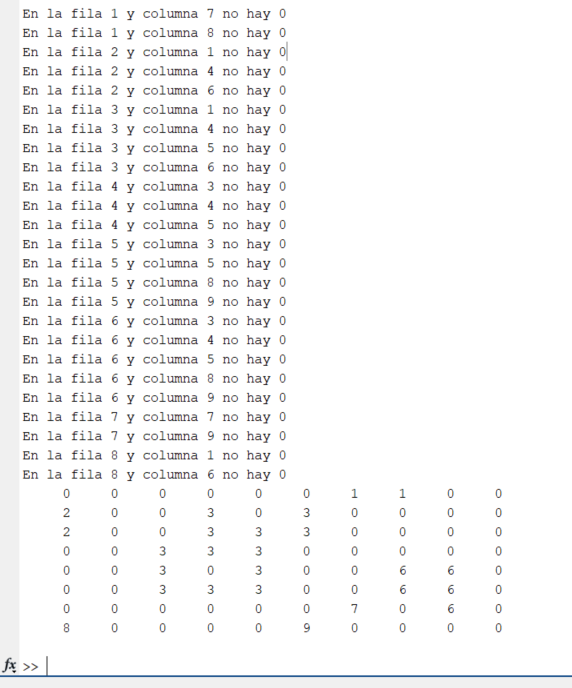 En la fila 1 y columna 7 no hay 0
En la fila 1 y columna 8 no hay 0
En la fila 2 y columna 1 no hay 0
En la fila 2 y columna 4 no hay 0
En la fila 2 y columna 6 no hay 0
En la fila 3 y columna 1 no hay 0
En la fila 3 y columna 4 no hay 0
En la fila 3 y columna 5 no hay 0
En la fila 3 y columna 6 no hay 0
En la fila 4 y columna 3 no hay 0
En la fila 4 y columna 4 no hay 0
En la fila 4 y columna 5 no hay 0
En la fila 5 y columna 3 no hay 0
En la fila 5 y columna 5 no hay 0
En la fila 5 y columna 8 no hay 0
En la fila 5 y columna 9 no hay 0
En la fila 6 y columna 3 no hay 0
En la fila 6 y columna 4 no hay 0
En la fila 6 y columna 5 no hay 0
En la fila 6 y columna 8 no hay 0
En la fila 6 y columna 9 no hay 0
En la fila 7 y columna 7 no hay 0
En la fila 7 y columna 9 no hay 0
En la fila 8 y columna 1 no hay 0
En la fila 8 y columna 6 no hay 0
0 0 0 0 0 0 1 1 0 0
2 0 0 3 0 3 0 0 0 0
2 0 0 3 3 3 0 0 0 0
0 0 3 3 3 0 0 0 0 0
0 0 3 0 3 0 0 6 6 0
0 0 3 3 3 0 0 6 6 0
0 0 0 0 0 0 7 0 6 0
8 0 0 0 0 9 0 0 0 0
fx >>